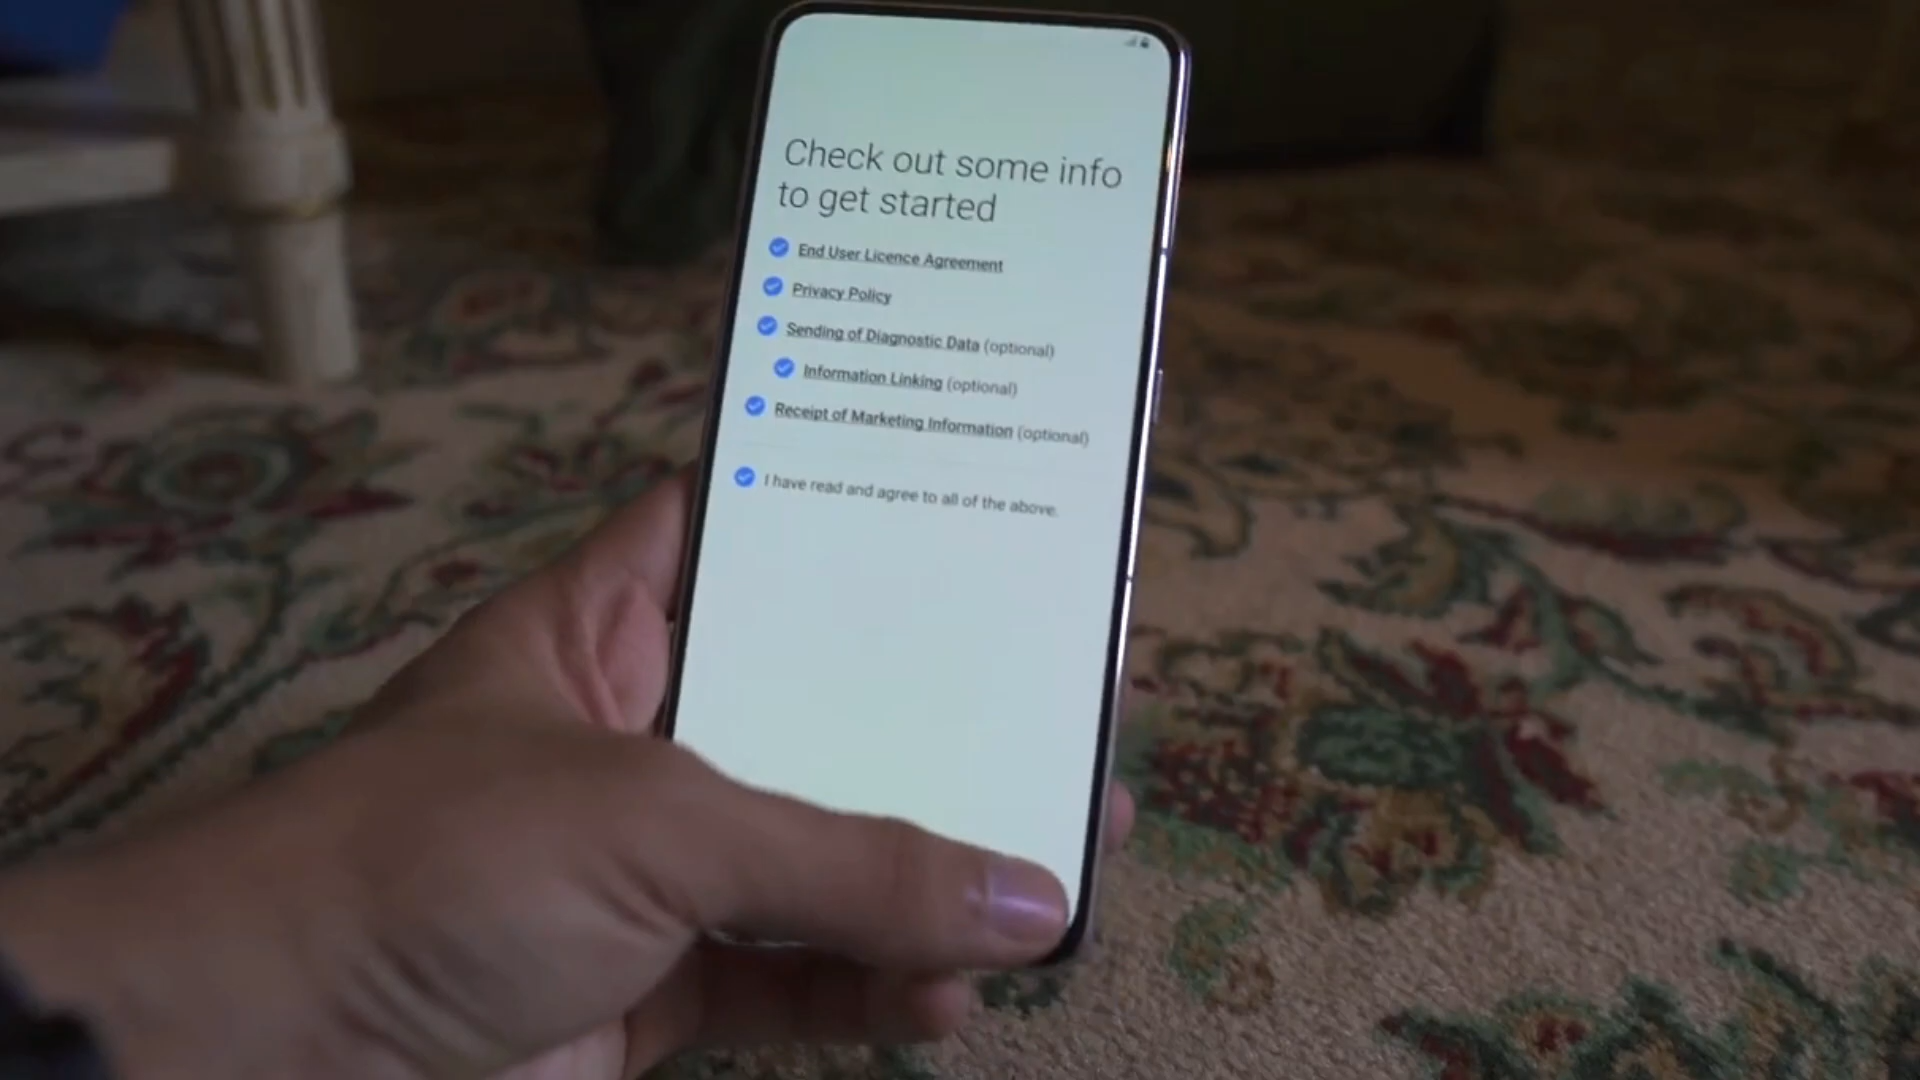 Check out some info
to get started
End User Licence Agreement
Privacy Policy
Sending of Diagnostic Data (optional)
Information Linking (optional)
Receipt of Marketing Information (optional)
I have read and agree to all of the above.